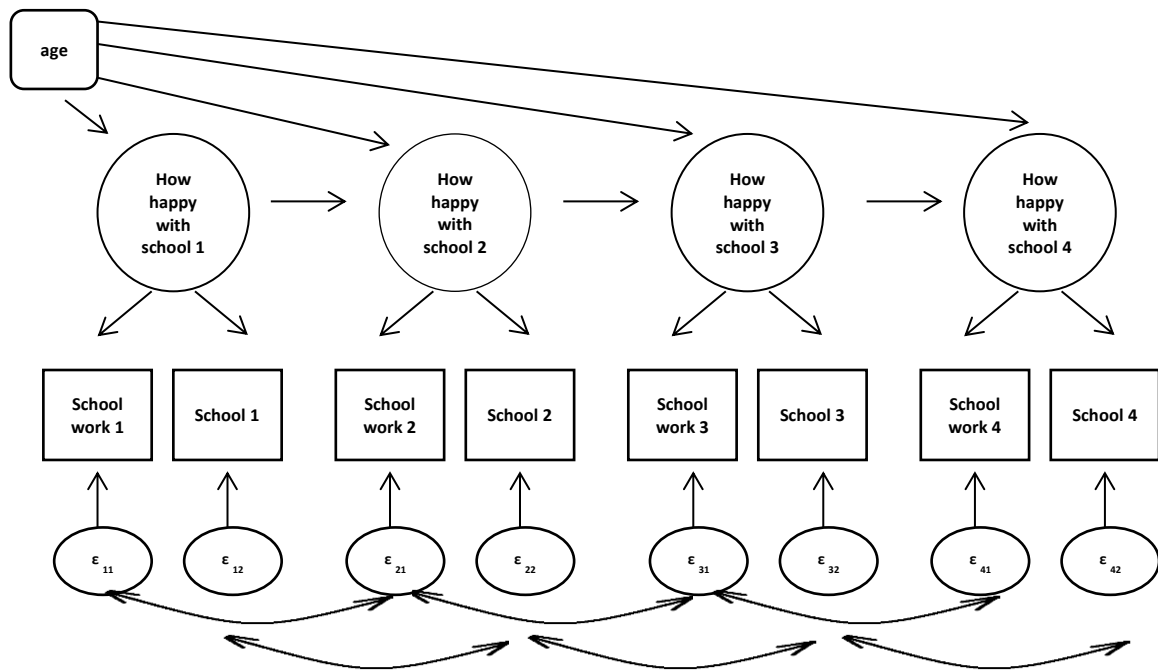 age
How
happy
with
school 1
How
happy
with
school 2
How
happy
with
school 3
How
happy
with
school 4
School
work 1
School 1
School
work 2
School 2
School
work 3
School 3
School
work 4
School 4
ε 11
ε 12
ε 21
ε 22
ε 31
ε 32
ε 41
ε 42